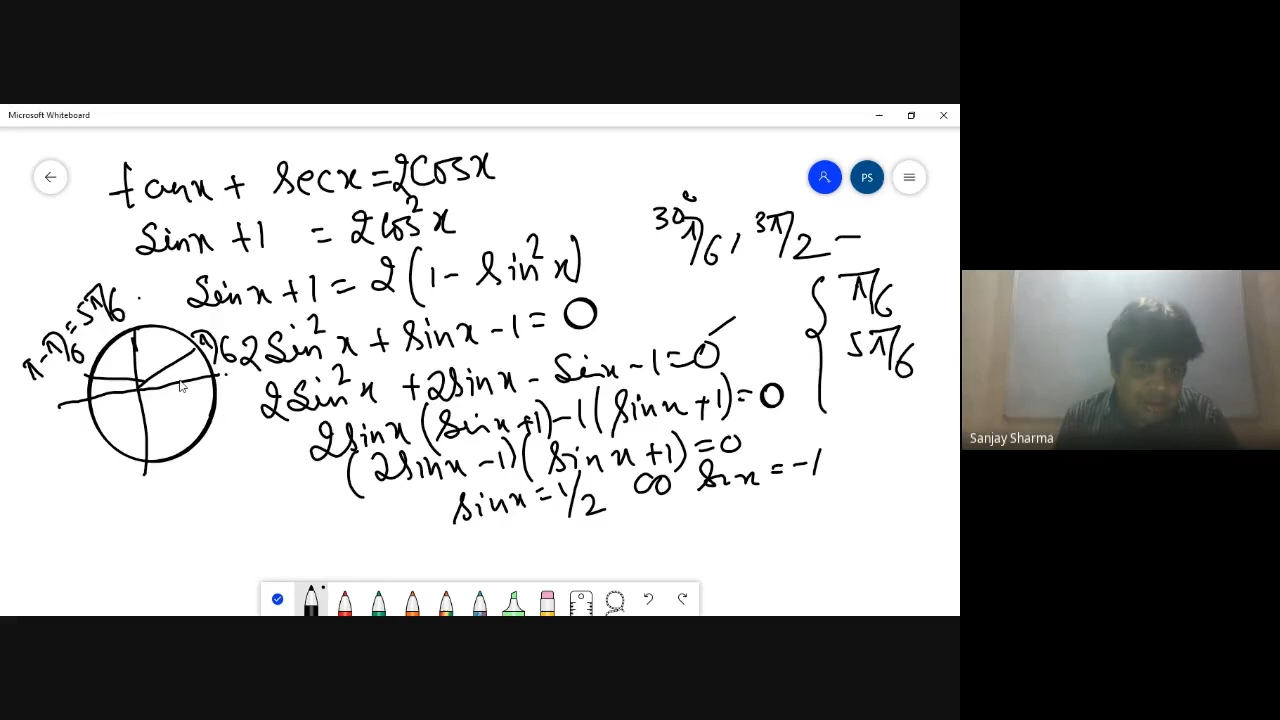 Microsoft Whiteboard
PS
tanx + secx = 2cosx
sinx + 1 = 2cos²x
sinx + 1 = 2(1 - sin²x)
2sin²x + sinx - 1 = 0
2sin²x + 2sinx - sinx - 1 = 0
2sinx (sinx + 1) - 1(sinx + 1) = 0
(2sinx - 1)(sinx + 1) = 0
sinx = 1/2 or sinx = -1
π - π/6 = 5π/6
π/6
30°
π/6, 3π/2 -
{ π/6
5π/6
Sanjay Sharma